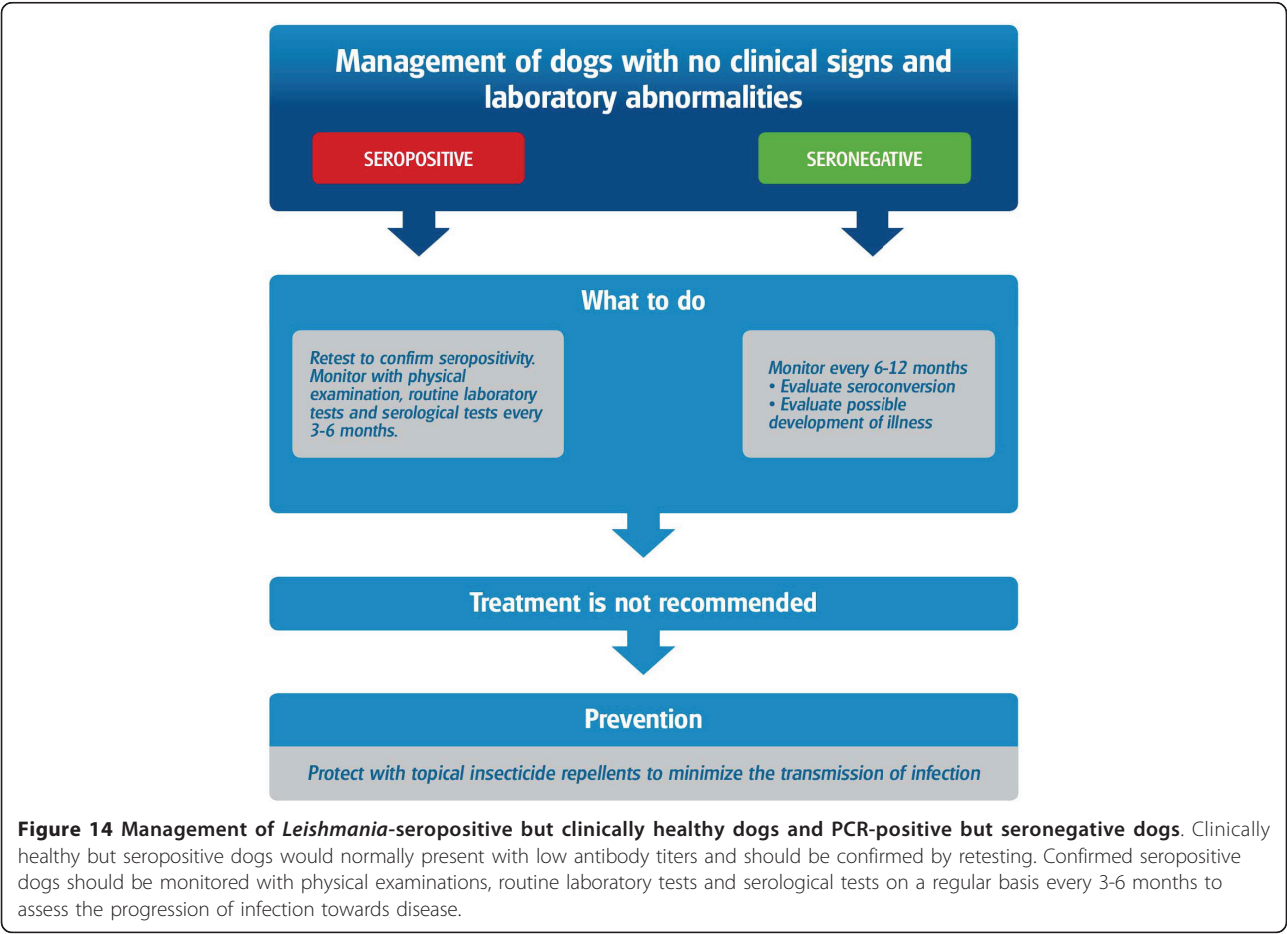 Management of dogs with no clinical signs and
laboratory abnormalities
SEROPOSITIVE
SERONEGATIVE
What to do
Retest to confirm seropositivity.
Monitor with physical
examination, routine laboratory
tests and serological tests every
3-6 months.
Monitor every 6-12 months
• Evaluate seroconversion
• Evaluate possible
development of illness
Treatment is not recommended
Prevention
Protect with topical insecticide repellents to minimize the transmission of infection
Figure 14 Management of Leishmania-seropositive but clinically healthy dogs and PCR-positive but seronegative dogs. Clinically
healthy but seropositive dogs would normally present with low antibody titers and should be confirmed by retesting. Confirmed seropositive
dogs should be monitored with physical examinations, routine laboratory tests and serological tests on a regular basis every 3-6 months to
assess the progression of infection towards disease.